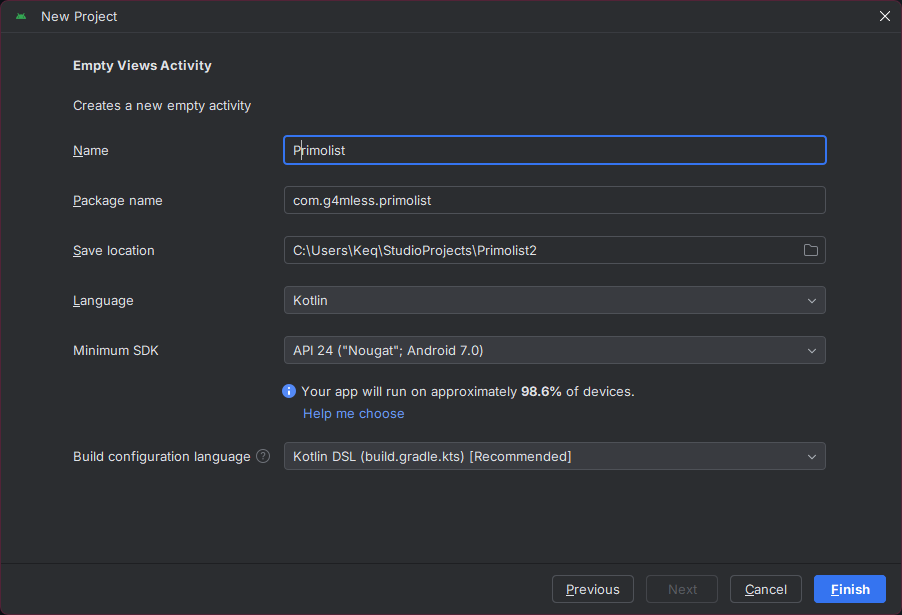 New Project
Empty Views Activity
Creates a new empty activity
Name
Primolist
Package name
com.g4mless.primolist
Save location
C:\Users\Keq\StudioProjects\Primolist2
Language
Kotlin
Minimum SDK
API 24 ("Nougat"; Android 7.0)
Your app will run on approximately 98.6% of devices.
Help me choose
Build configuration language
Kotlin DSL (build.gradle.kts) [Recommended]
Previous
Next
Cancel
Finish